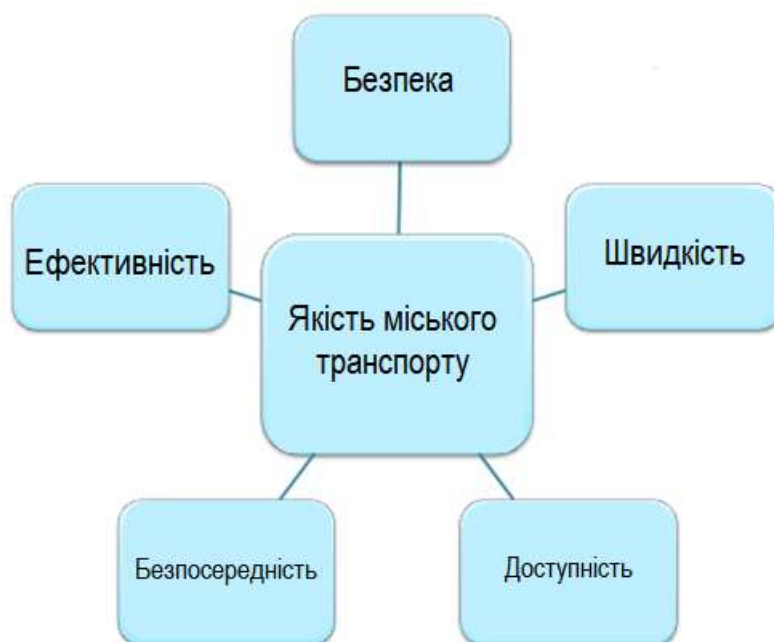 Безпека
Ефективність
Швидкість
Якість міського
транспорту
Безпосередність
Доступність